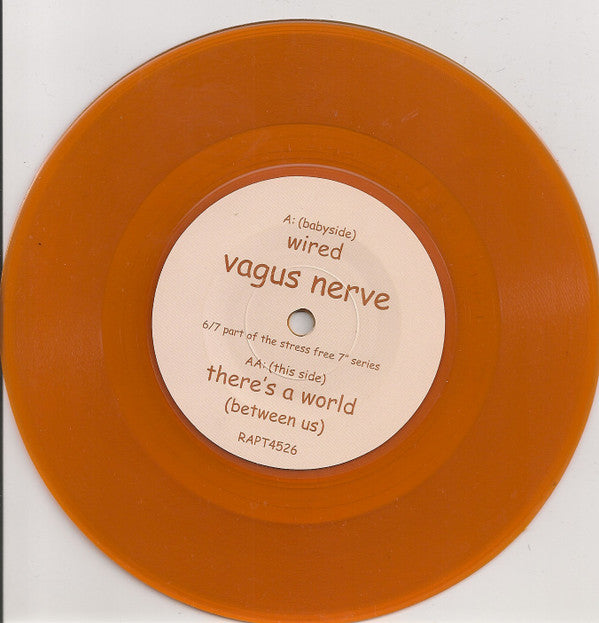 A: (babyside)
wired
vagus nerve
6/7 part of the stress free 7" series
AA: (this side)
there's a world
(between us)
RAPT4526